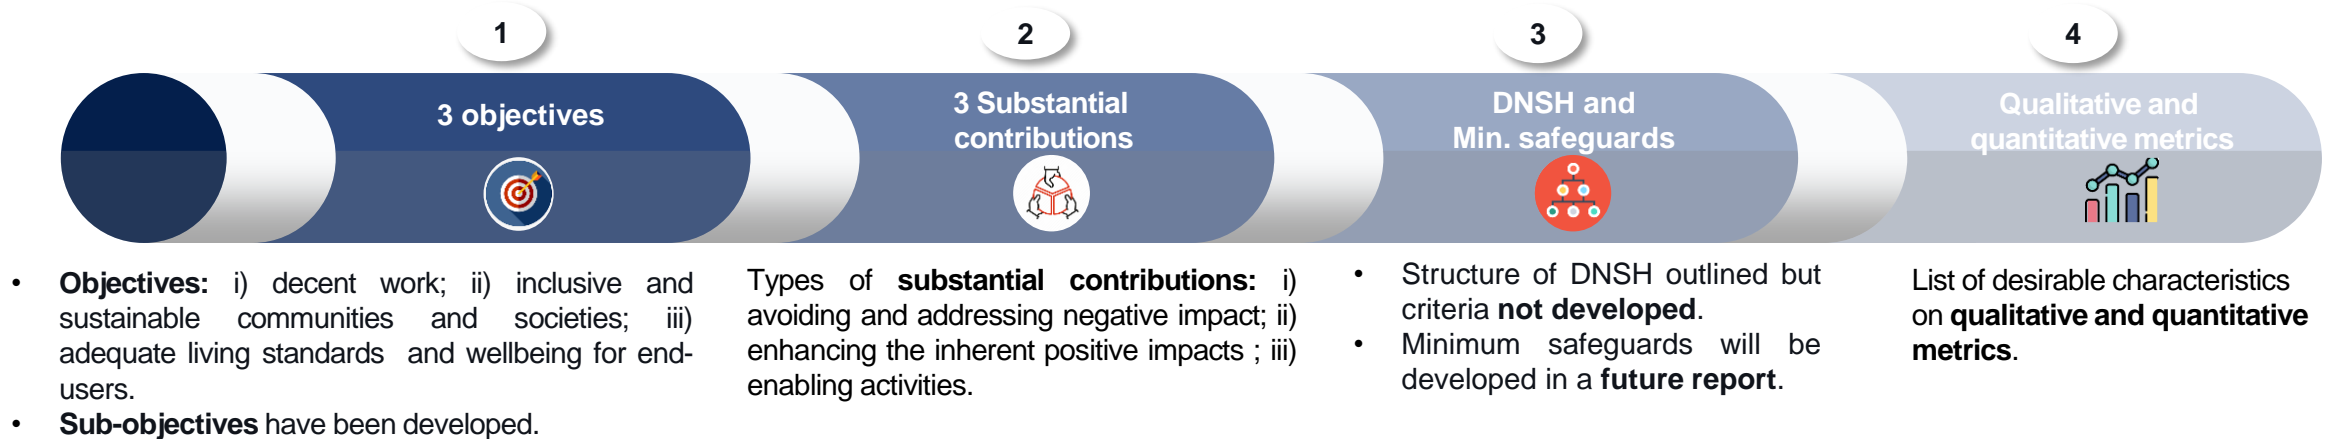 1
3 objectives
• Objectives: i) decent work; ii) inclusive and
sustainable communities and societies; iii)
adequate living standards and wellbeing for end-
users.
• Sub-objectives have been developed.
2
3 Substantial
contributions
Types of substantial contributions: i)
avoiding and addressing negative impact; ii)
enhancing the inherent positive impacts ; iii)
enabling activities.
3
DNSH and
Min. safeguards
• Structure of DNSH outlined but
criteria not developed.
• Minimum safeguards will be
developed in a future report.
4
Qualitative and
quantitative metrics
List of desirable characteristics
on qualitative and quantitative
metrics.